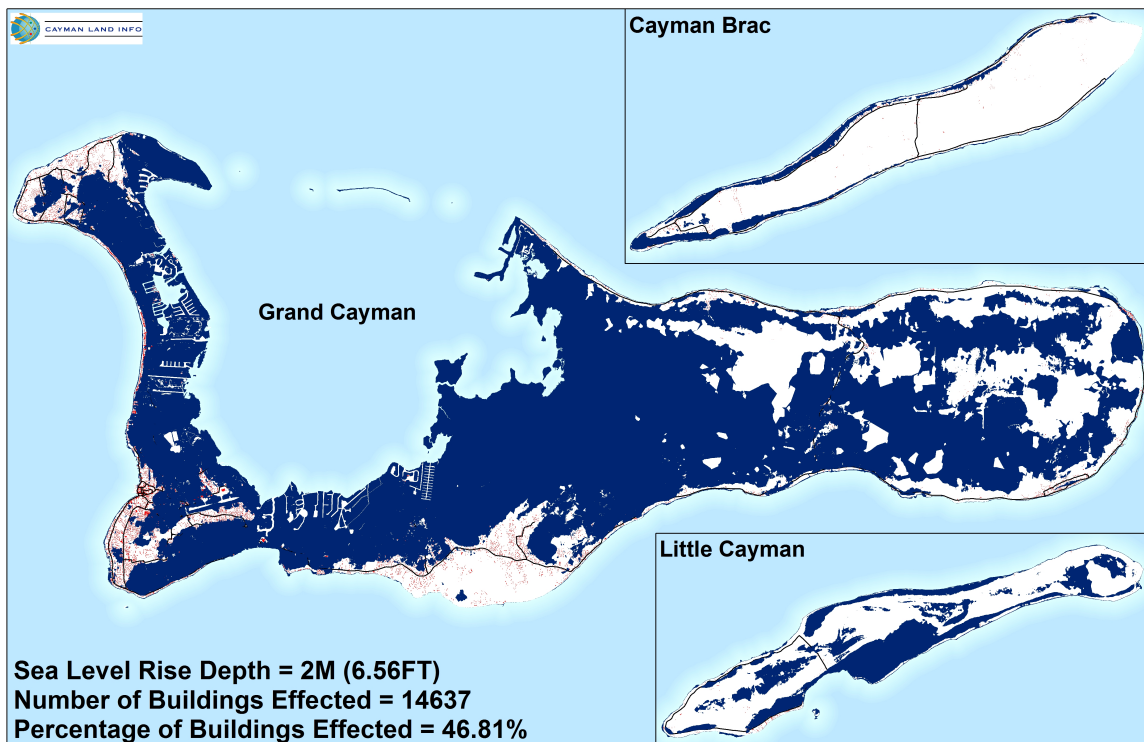 CAYMAN LAND INFO
Cayman Brac
Grand Cayman
Little Cayman
Sea Level Rise Depth = 2M (6.56FT)
Number of Buildings Effected = 14637
Percentage of Buildings Effected = 46.81%